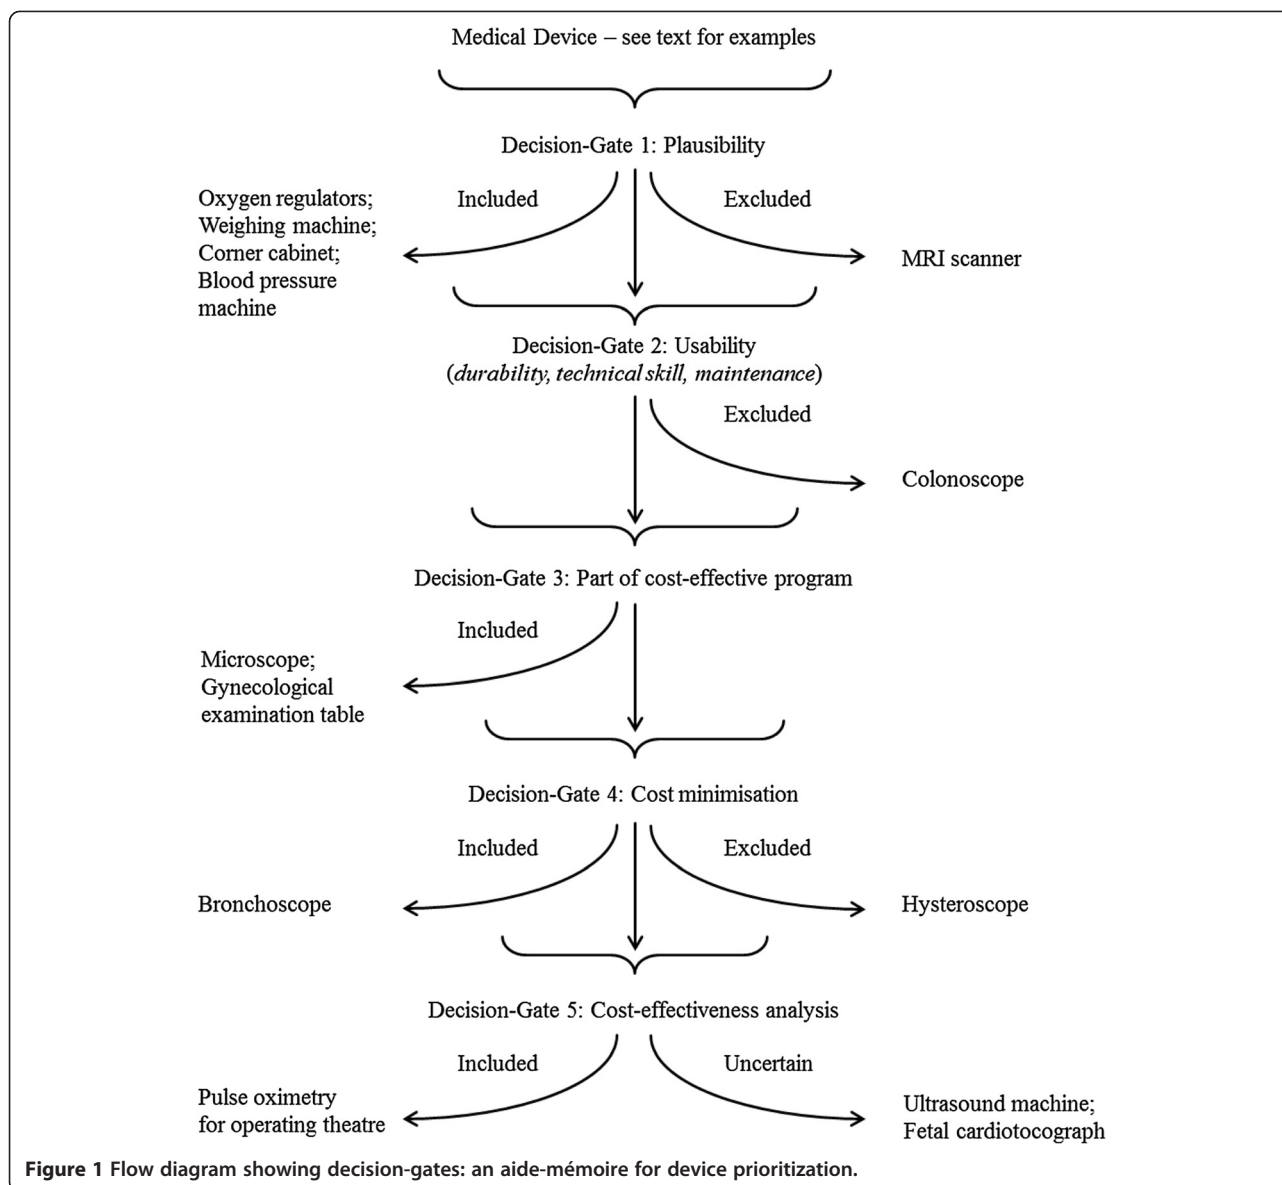 Medical Device – see text for examples
Decision-Gate 1: Plausibility
Included
Excluded
Oxygen regulators;
Weighing machine;
Corner cabinet;
Blood pressure
machine
MRI scanner
Decision-Gate 2: Usability
(durability, technical skill, maintenance)
Excluded
Colonoscope
Decision-Gate 3: Part of cost-effective program
Included
Microscope;
Gynecological
examination table
Decision-Gate 4: Cost minimisation
Included
Excluded
Bronchoscope
Hysteroscope
Decision-Gate 5: Cost-effectiveness analysis
Included
Uncertain
Pulse oximetry
for operating theatre
Ultrasound machine;
Fetal cardiotocograph
Figure 1 Flow diagram showing decision-gates: an aide-mémoire for device prioritization.